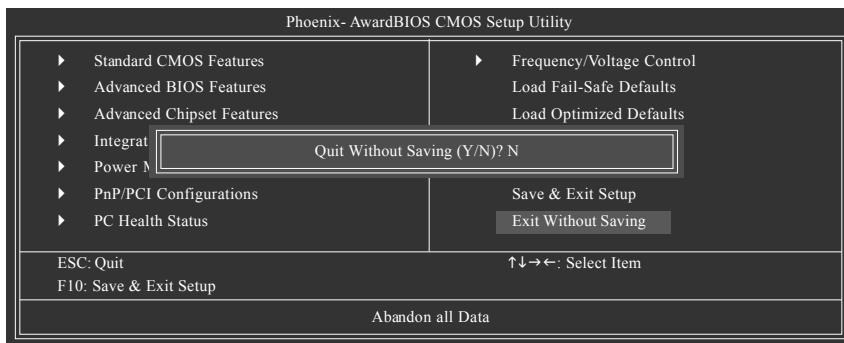 Phoenix- AwardBIOS CMOS Setup Utility
Standard CMOS Features
Advanced BIOS Features
Advanced Chipset Features
Integrat
Power M
PnP/PCI Configurations
PC Health Status
Frequency/Voltage Control
Load Fail-Safe Defaults
Load Optimized Defaults
Quit Without Saving (Y/N)? N
Save & Exit Setup
Exit Without Saving
ESC: Quit
F10: Save & Exit Setup
↑↓→←: Select Item
Abandon all Data